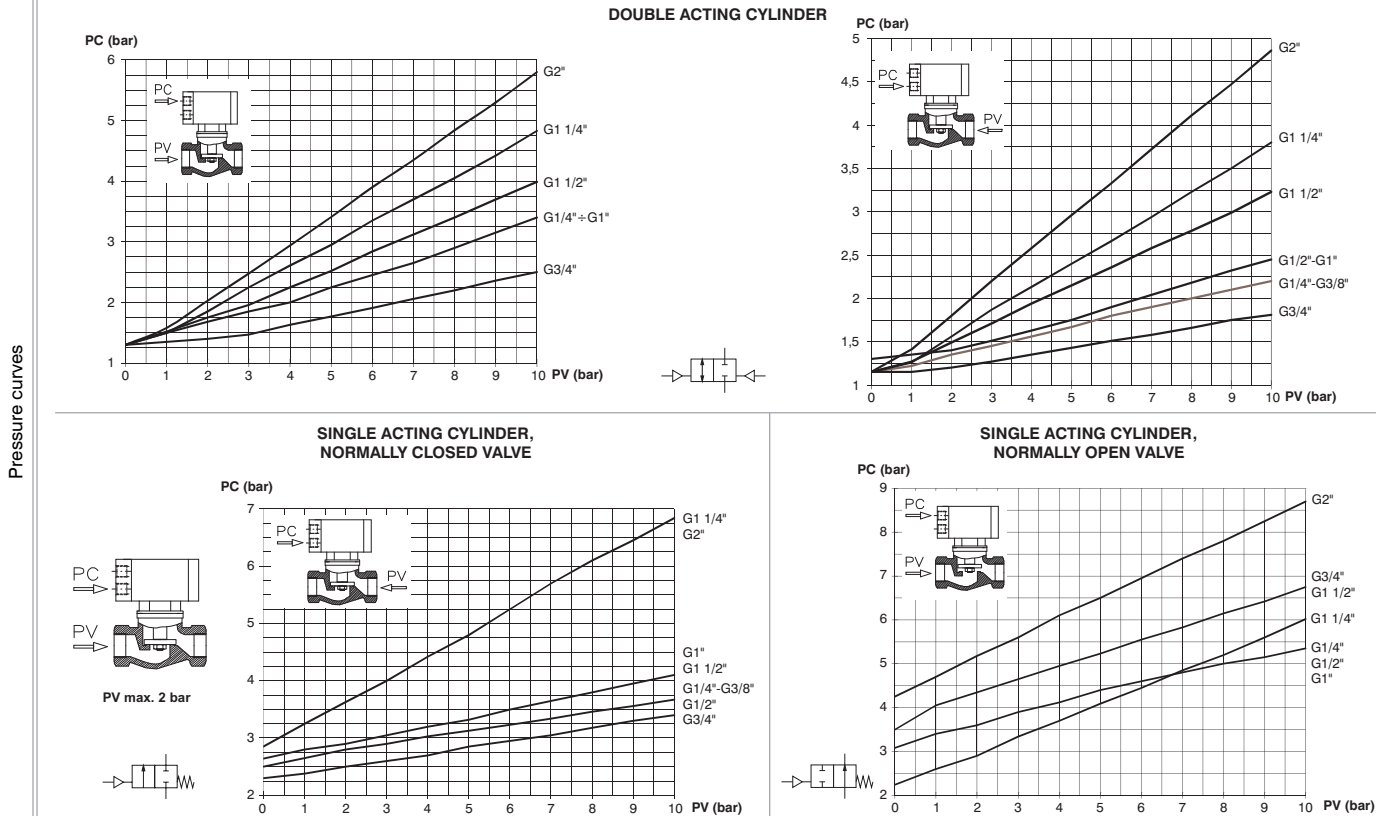 Pressure curves
DOUBLE ACTING CYLINDER
PC (bar)
6
5
4
3
2
1
0 1 2 3 4 5 6 7 8 9 10 PV (bar)
PC
PV
G2"
G1 1/4"
G1 1/2"
G1/4"÷G1"
G3/4"
PC (bar)
5
4,5
4
3,5
3
2,5
2
1,5
1
0 1 2 3 4 5 6 7 8 9 10 PV (bar)
PC
PV
G2"
G1 1/4"
G1 1/2"
G1/2"-G1"
G1/4"-G3/8"
G3/4"
SINGLE ACTING CYLINDER,
NORMALLY CLOSED VALVE
PC
PV
PV max. 2 bar
PC (bar)
7
6
5
4
3
2
0 1 2 3 4 5 6 7 8 9 10 PV (bar)
PC
PV
G1 1/4"
G2"
G1"
G1 1/2"
G1/4"-G3/8"
G1/2"
G3/4"
SINGLE ACTING CYLINDER,
NORMALLY OPEN VALVE
PC (bar)
9
8
7
6
5
4
3
2
0 1 2 3 4 5 6 7 8 9 10 PV (bar)
PC
PV
G2"
G3/4"
G1 1/2"
G1 1/4"
G1/4"
G1/2"
G1"